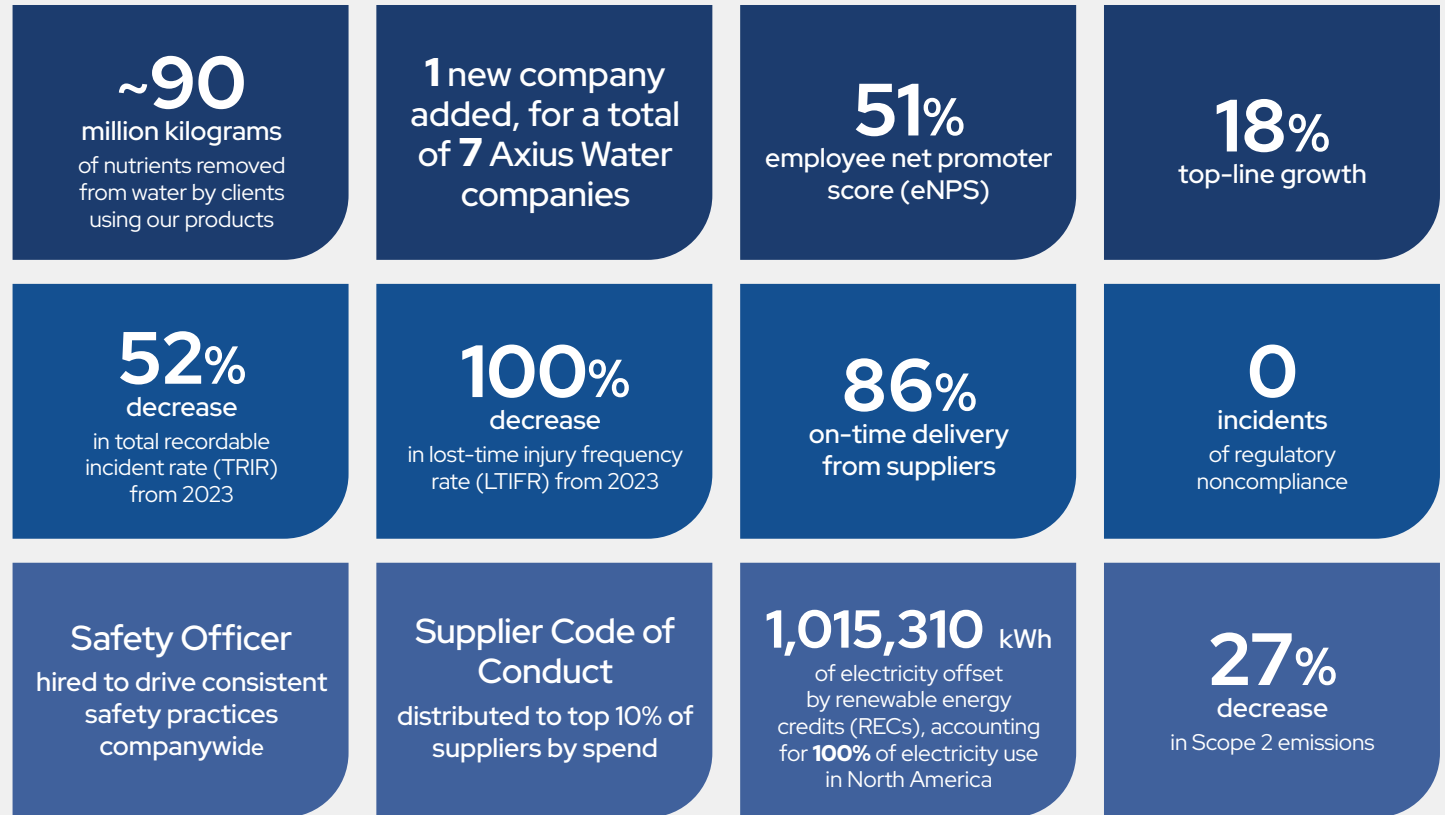 ~90
million kilograms
of nutrients removed
from water by clients
using our products
1 new company
added, for a total
of 7 Axius Water
companies
51%
employee net promoter
score (eNPS)
18%
top-line growth
52%
decrease
in total recordable
incident rate (TRIR)
from 2023
100%
decrease
in lost-time injury frequency
rate (LTIFR) from 2023
86%
on-time delivery
from suppliers
0
incidents
of regulatory
noncompliance
Safety Officer
hired to drive consistent
safety practices
companywide
Supplier Code of
Conduct
distributed to top 10% of
suppliers by spend
1,015,310 kWh
of electricity offset
by renewable energy
credits (RECs), accounting
for 100% of electricity use
in North America
27%
decrease
in Scope 2 emissions